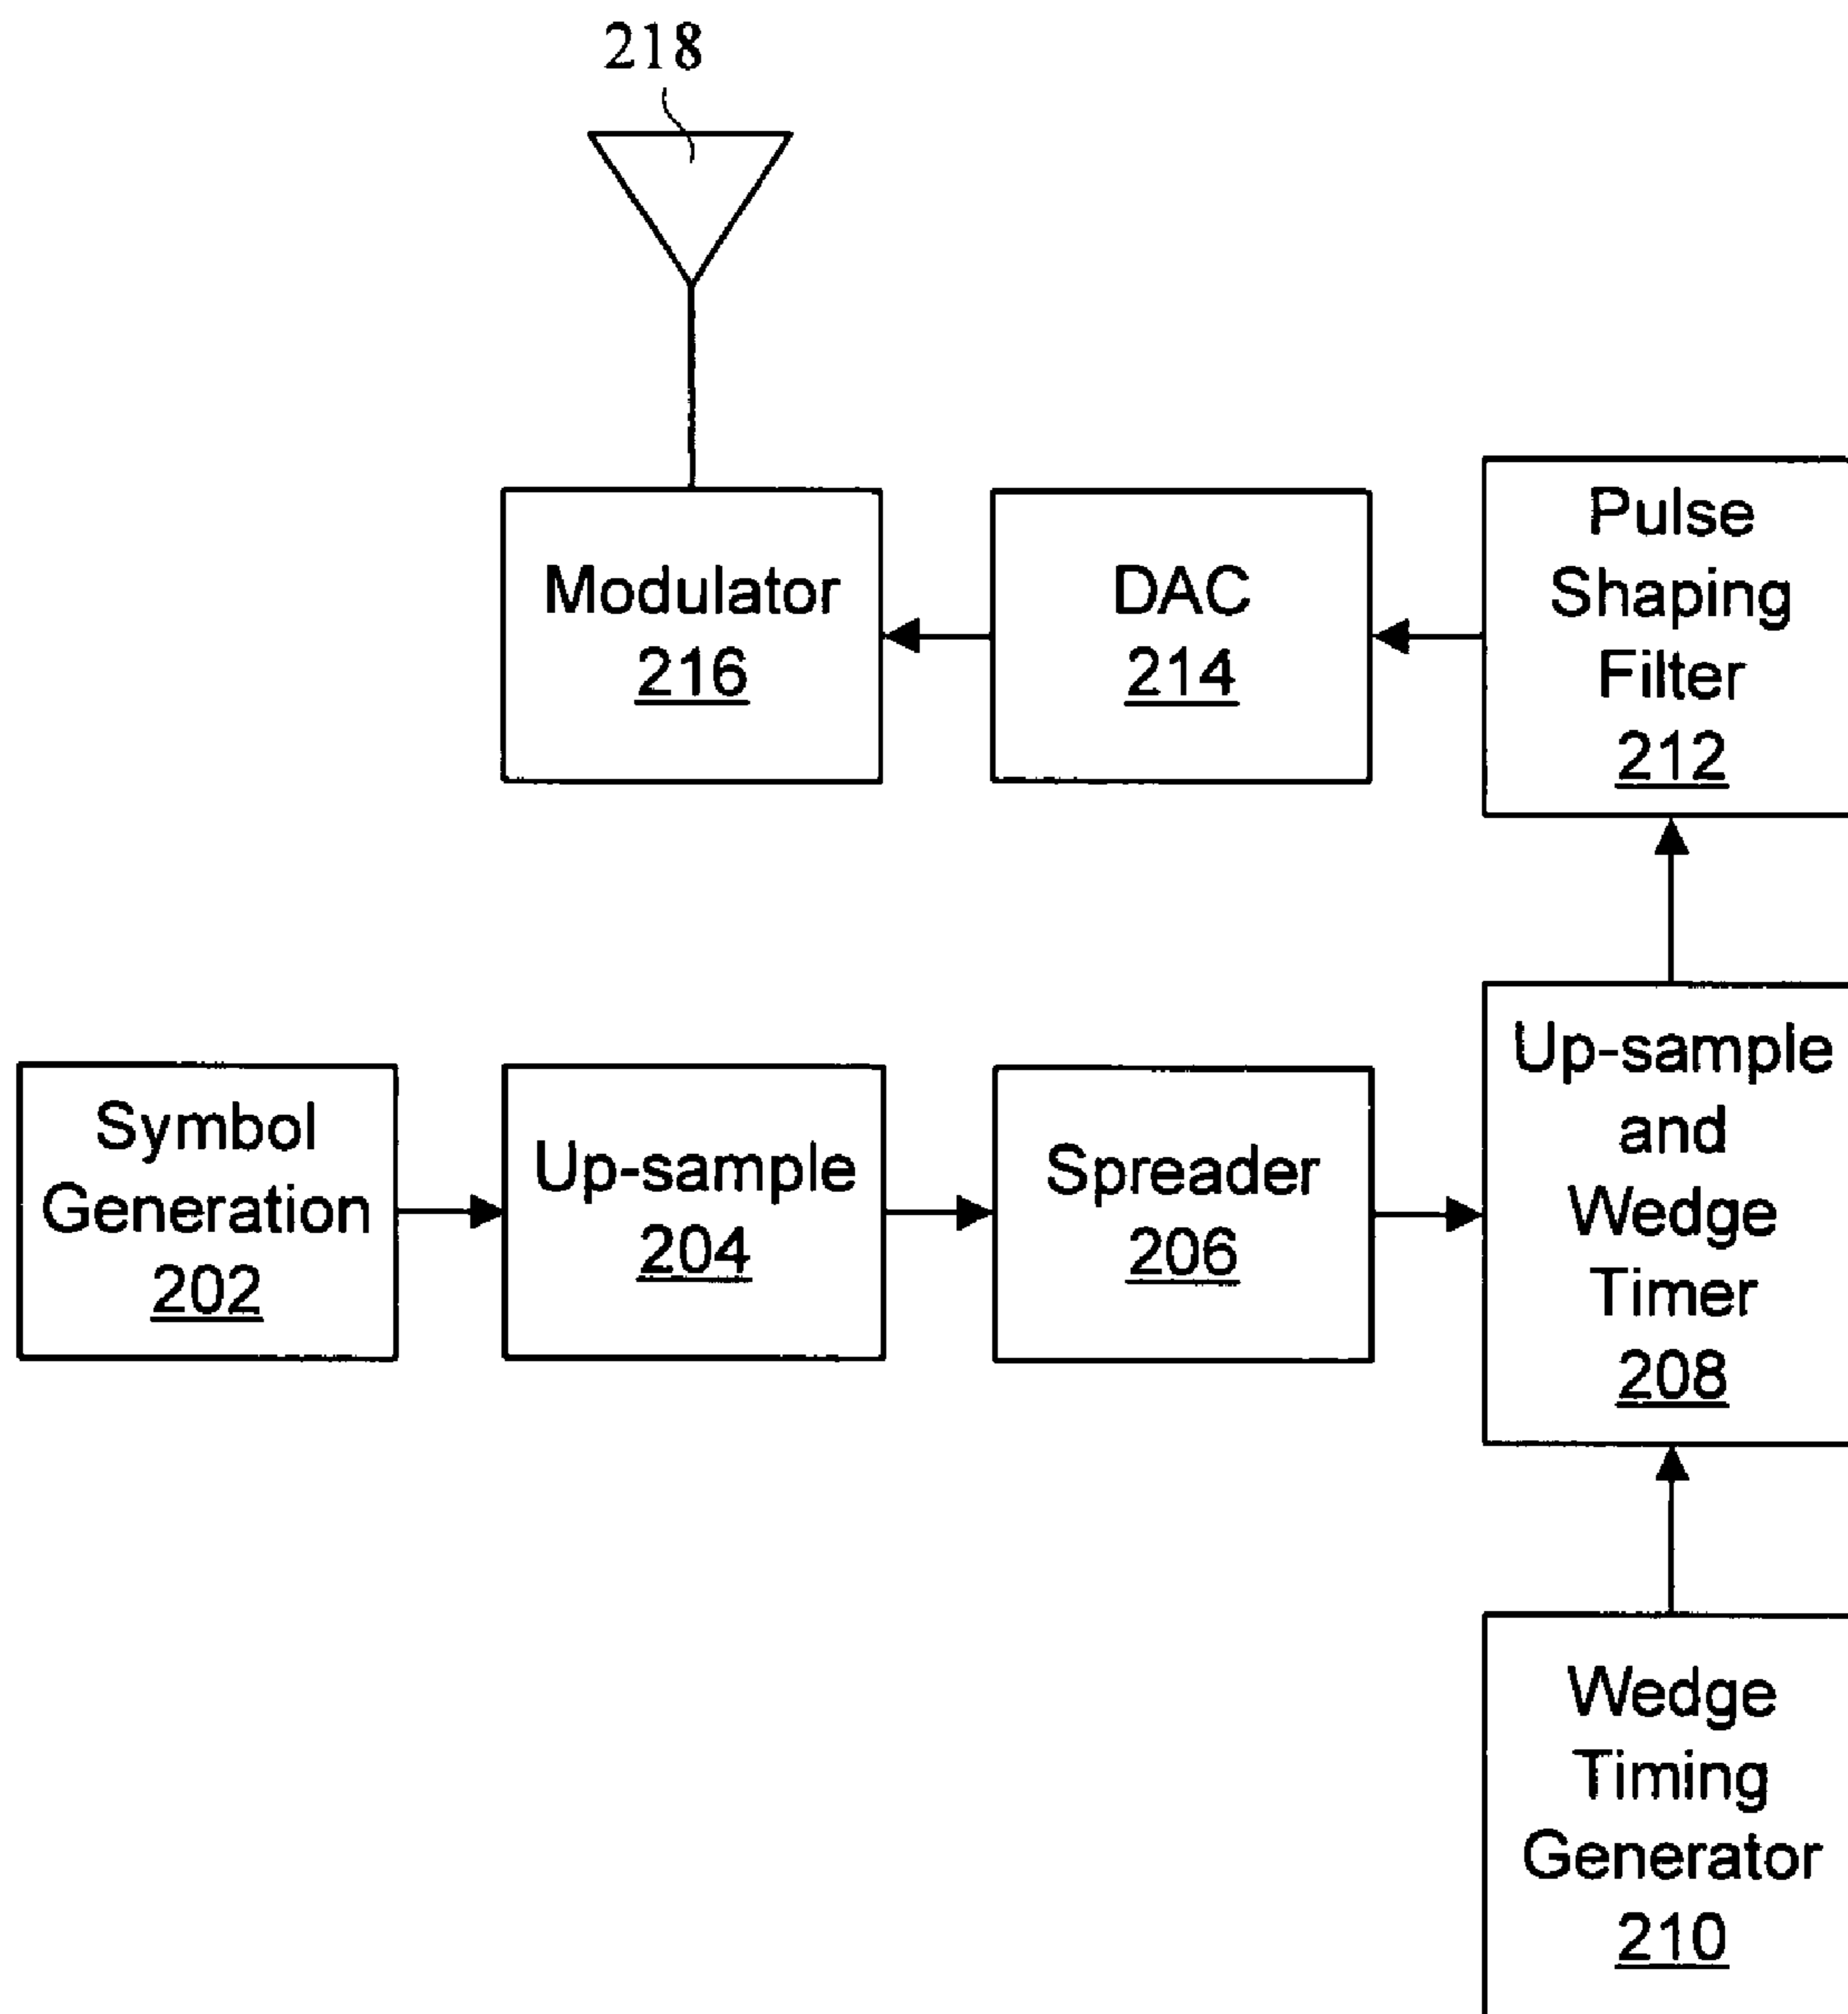 218
Modulator
216
DAC
214
Pulse
Shaping
Filter
212
Symbol
Generation
202
Up-sample
204
Spreader
206
Up-sample
and
Wedge
Timer
208
Wedge
Timing
Generator
210